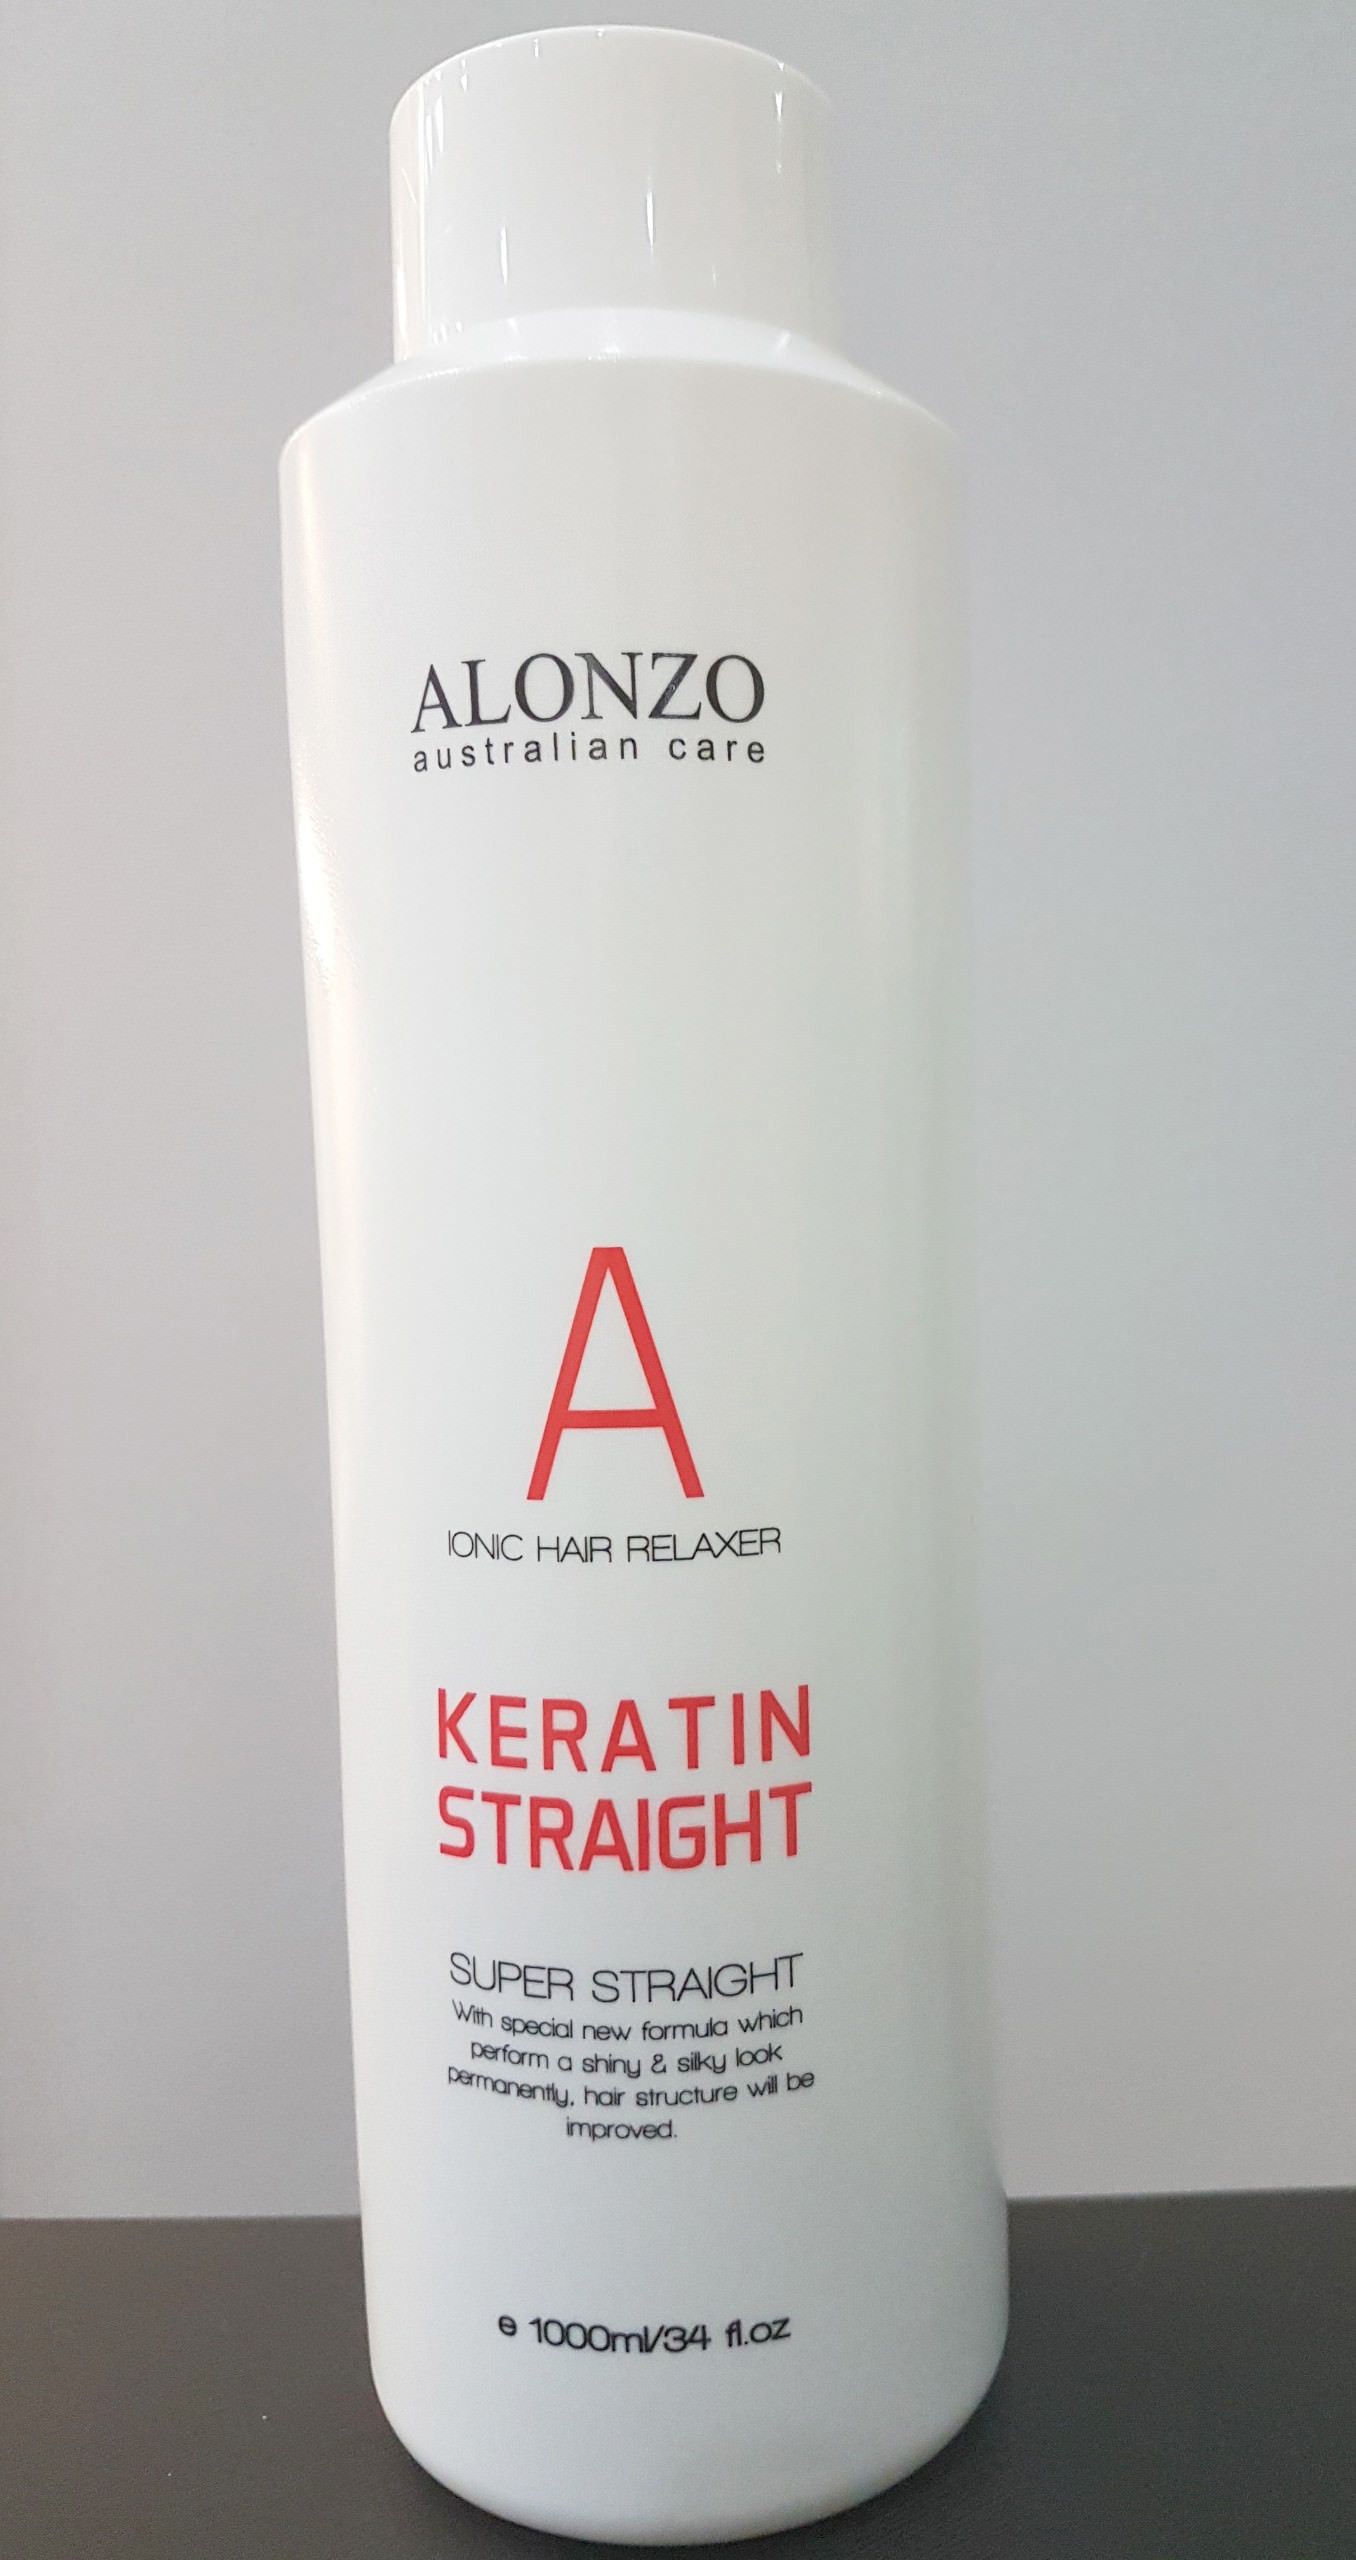 ALONZO
australian care
A
IONIC HAIR RELAXER
KERATIN
STRAIGHT
SUPER STRAIGHT
With special new formula which
perform a shiny & silky look
permanently, hair structure will be
improved.
℮ 1000ml/34 fl.oz